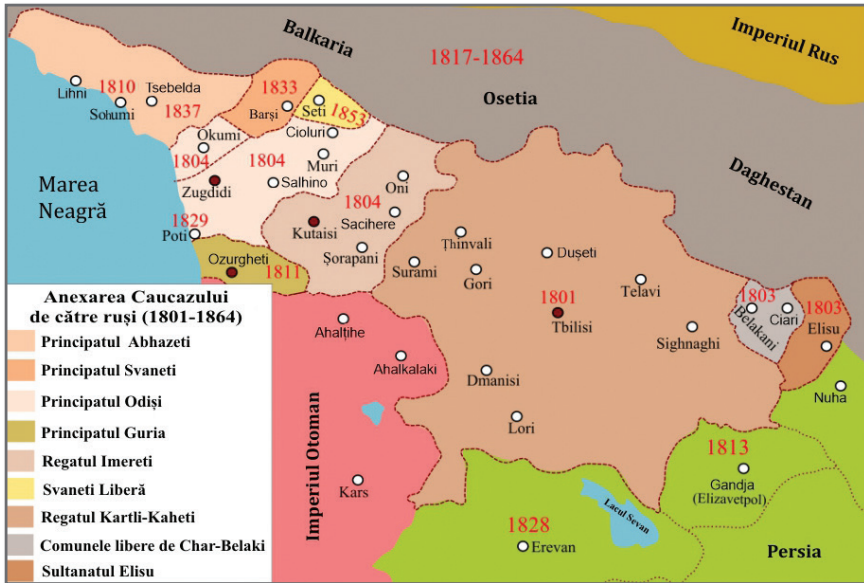 Balkaria
1817-1864
Imperiul Rus
Osetia
Daghestan
Lihni
1810
Sohumi
Tsebelda
1837
1833
Barși
Seti
1853
Okumi
Cioluri
1804
1804
Muri
Zugdidi
Salhino
Oni
Marea
Neagră
1804
Sacihere
Kutaisi
1829
Poti
Șorapani
Ozurgheti
1811
Surami
Țhinvali
Gori
Dușeti
1801
Tbilisi
Telavi
Sighnaghi
1803
Belakani
Ciari
1803
Elisu
Nuha
Ahalțihe
Ahalkalaki
Dmanisi
Lori
Imperiul Otoman
Kars
1828
Erevan
Lacul Sevan
1813
Gandja
(Elizavetpol)
Persia
Anexarea Caucazului
de către ruși (1801-1864)
Principatul Abhazeti
Principatul Svaneti
Principatul Odiși
Principatul Guria
Regatul Imereti
Svaneti Liberă
Regatul Kartli-Kaheti
Comunele libere de Char-Belaki
Sultanatul Elisu